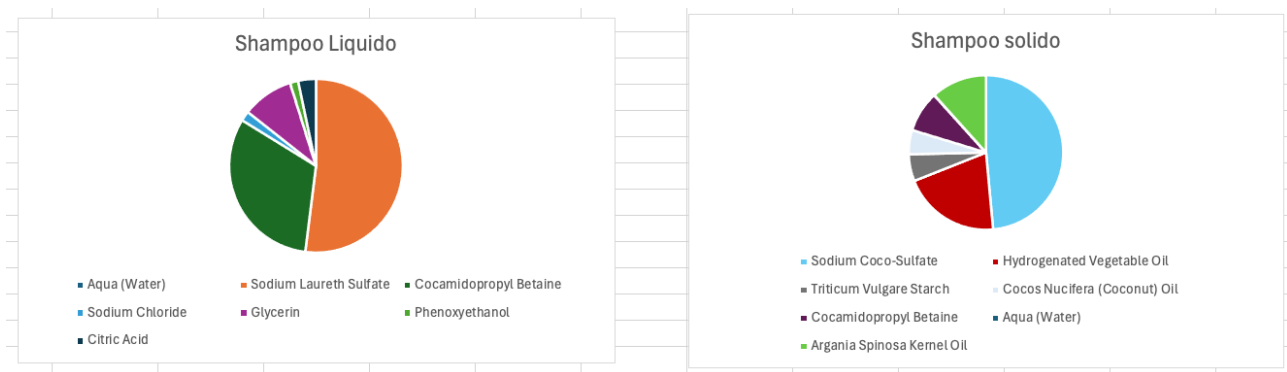 Shampoo Liquido
Aqua (Water) Sodium Laureth Sulfate Cocamidopropyl Betaine
Sodium Chloride Glycerin Phenoxyethanol
Citric Acid
Shampoo solido
Sodium Coco-Sulfate Hydrogenated Vegetable Oil
Triticum Vulgare Starch Cocos Nucifera (Coconut) Oil
Cocamidopropyl Betaine Aqua (Water)
Argania Spinosa Kernel Oil